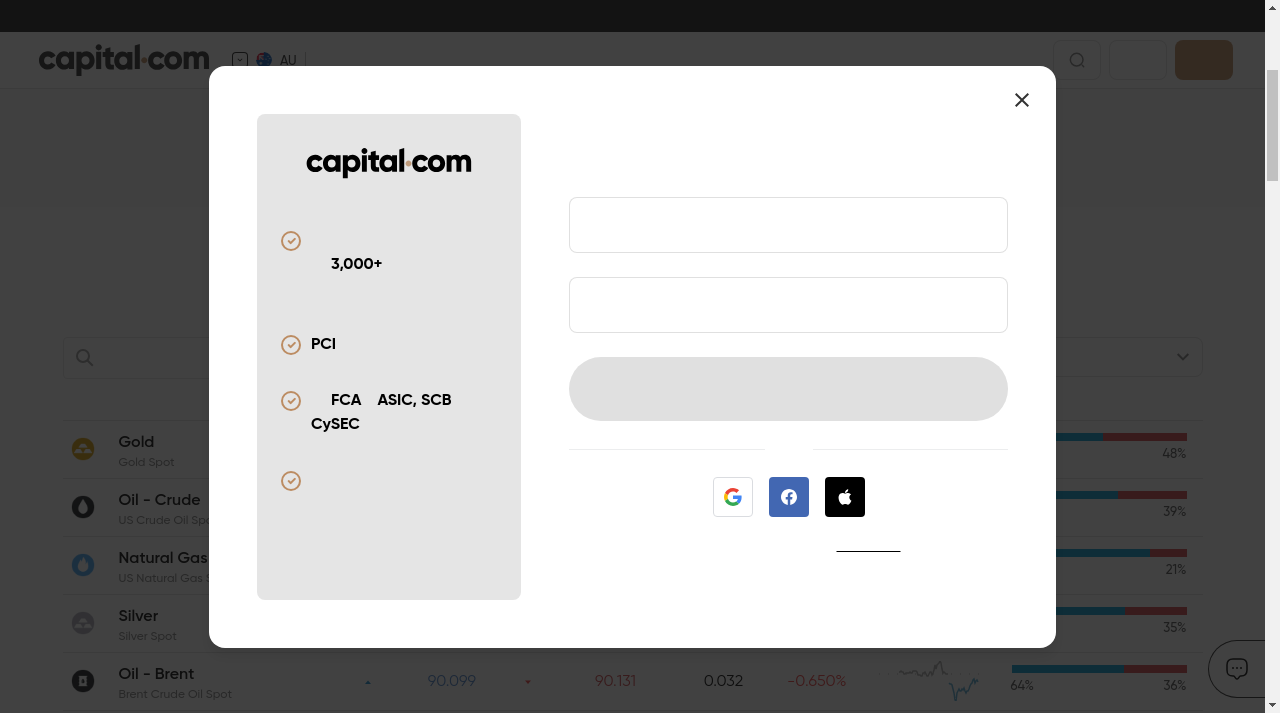 capital.com
AU
capital.com
3,000+
PCI
FCA ASIC, SCB
CySEC
Gold
Gold Spot
48%
Oil - Crude
US Crude Oil Spo
39%
Natural Gas
US Natural Gas S
21%
Silver
Silver Spot
35%
Oil - Brent
Brent Crude Oil Spot
90.099
90.131
0.032
-0.650%
64%
36%